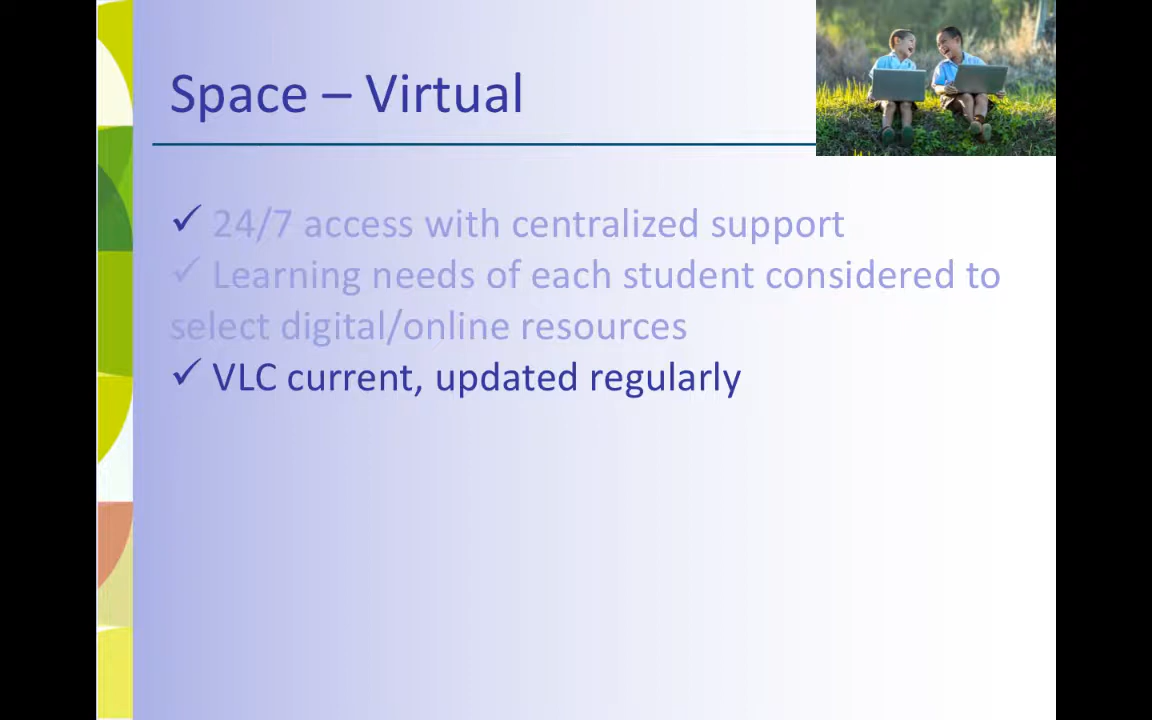 Space – Virtual
✓ 24/7 access with centralized support
✓ Learning needs of each student considered to
select digital/online resources
✓ VLC current, updated regularly